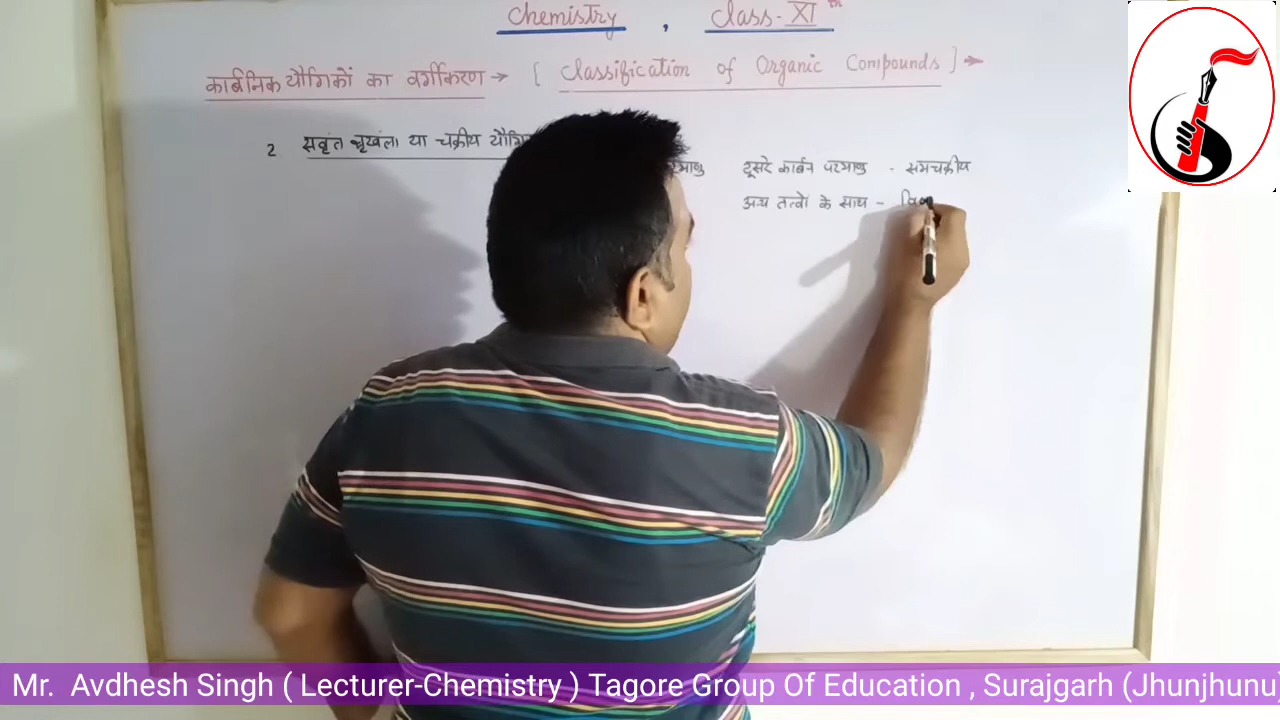 Chemistry , Class- XI th
कार्बनिक यौगिकों का वर्गीकरण → [ Classification of Organic Compounds ] →
2. सवृंत श्रृखंला या चक्रीय
दूसरे कार्बन परमाणु - समचक्रीय
अन्य तत्वो के साथ -
Mr. Avdhesh Singh ( Lecturer-Chemistry ) Tagore Group Of Education , Surajgarh (Jhunjhunu)